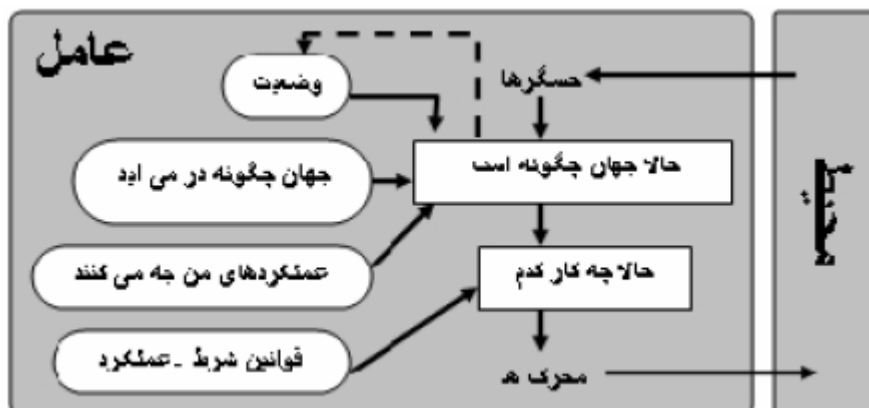 عامل
وضعیت
حسگرها
حالا جهان چگونه است
جهان چگونه در می اید
عملکردهای من چه می کنند
حالا چه کار کنم
قوانین شرط - عملکرد
محرک ها
محیط